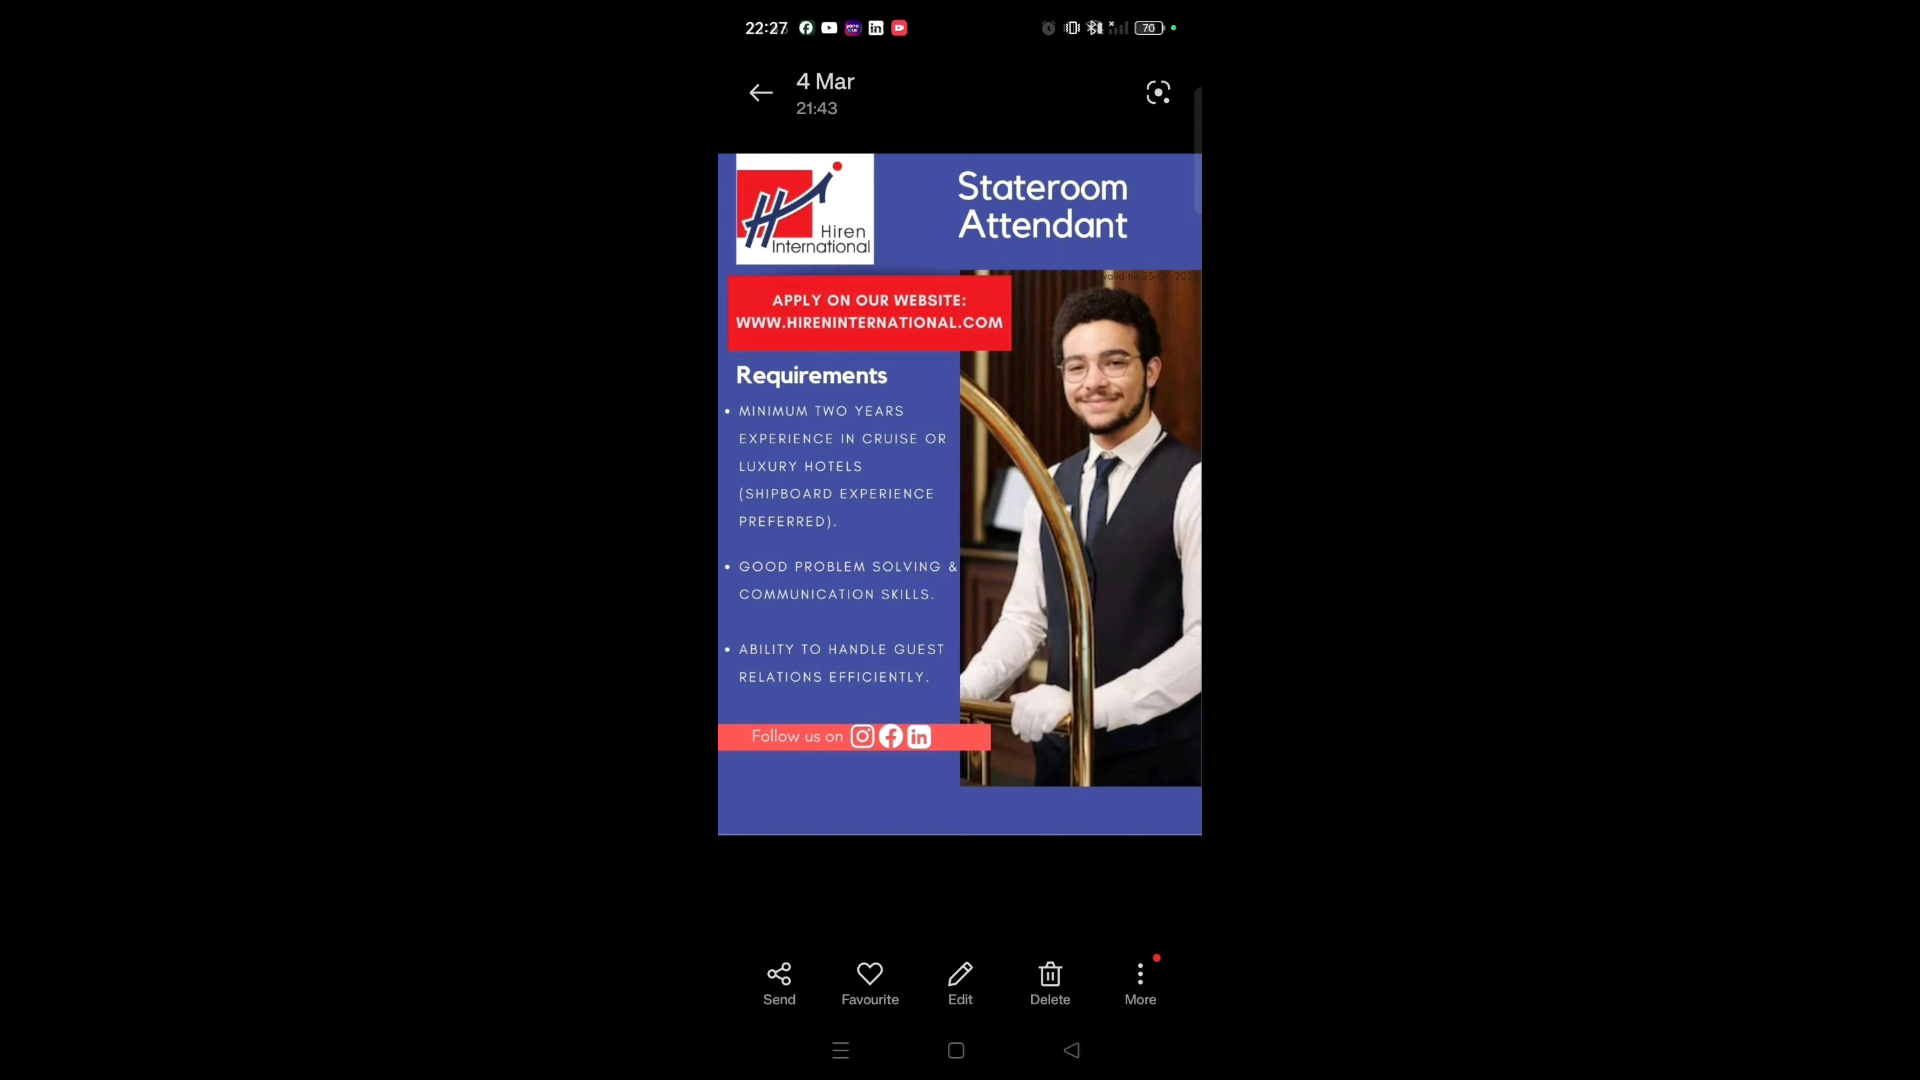 22:27
70
4 Mar
21:43
Hiren
International
Stateroom
Attendant
APPLY ON OUR WEBSITE:
WWW.HIRENINTERNATIONAL.COM
Requirements
• MINIMUM TWO YEARS
EXPERIENCE IN CRUISE OR
LUXURY HOTELS
(SHIPBOARD EXPERIENCE
PREFERRED).
• GOOD PROBLEM SOLVING &
COMMUNICATION SKILLS.
• ABILITY TO HANDLE GUEST
RELATIONS EFFICIENTLY.
Follow us on
Send
Favourite
Edit
Delete
More